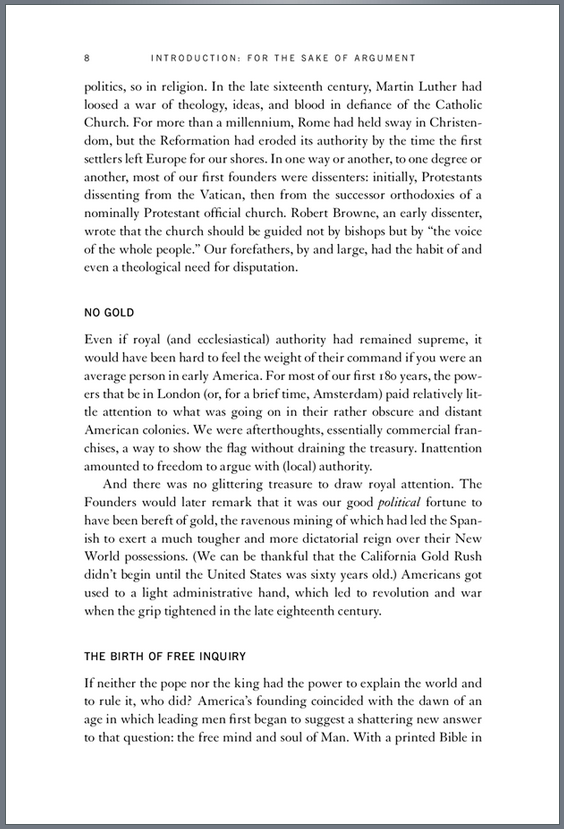 8 INTRODUCTION: FOR THE SAKE OF ARGUMENT
politics, so in religion. In the late sixteenth century, Martin Luther had
loosed a war of theology, ideas, and blood in defiance of the Catholic
Church. For more than a millennium, Rome had held sway in Christen-
dom, but the Reformation had eroded its authority by the time the first
settlers left Europe for our shores. In one way or another, to one degree or
another, most of our first founders were dissenters: initially, Protestants
dissenting from the Vatican, then from the successor orthodoxies of a
nominally Protestant official church. Robert Browne, an early dissenter,
wrote that the church should be guided not by bishops but by “the voice
of the whole people.” Our forefathers, by and large, had the habit of and
even a theological need for disputation.
NO GOLD
Even if royal (and ecclesiastical) authority had remained supreme, it
would have been hard to feel the weight of their command if you were an
average person in early America. For most of our first 180 years, the pow-
ers that be in London (or, for a brief time, Amsterdam) paid relatively lit-
tle attention to what was going on in their rather obscure and distant
American colonies. We were afterthoughts, essentially commercial fran-
chises, a way to show the flag without draining the treasury. Inattention
amounted to freedom to argue with (local) authority.
And there was no glittering treasure to draw royal attention. The
Founders would later remark that it was our good political fortune to
have been bereft of gold, the ravenous mining of which had led the Span-
ish to exert a much tougher and more dictatorial reign over their New
World possessions. (We can be thankful that the California Gold Rush
didn’t begin until the United States was sixty years old.) Americans got
used to a light administrative hand, which led to revolution and war
when the grip tightened in the late eighteenth century.
THE BIRTH OF FREE INQUIRY
If neither the pope nor the king had the power to explain the world and
to rule it, who did? America’s founding coincided with the dawn of an
age in which leading men first began to suggest a shattering new answer
to that question: the free mind and soul of Man. With a printed Bible in